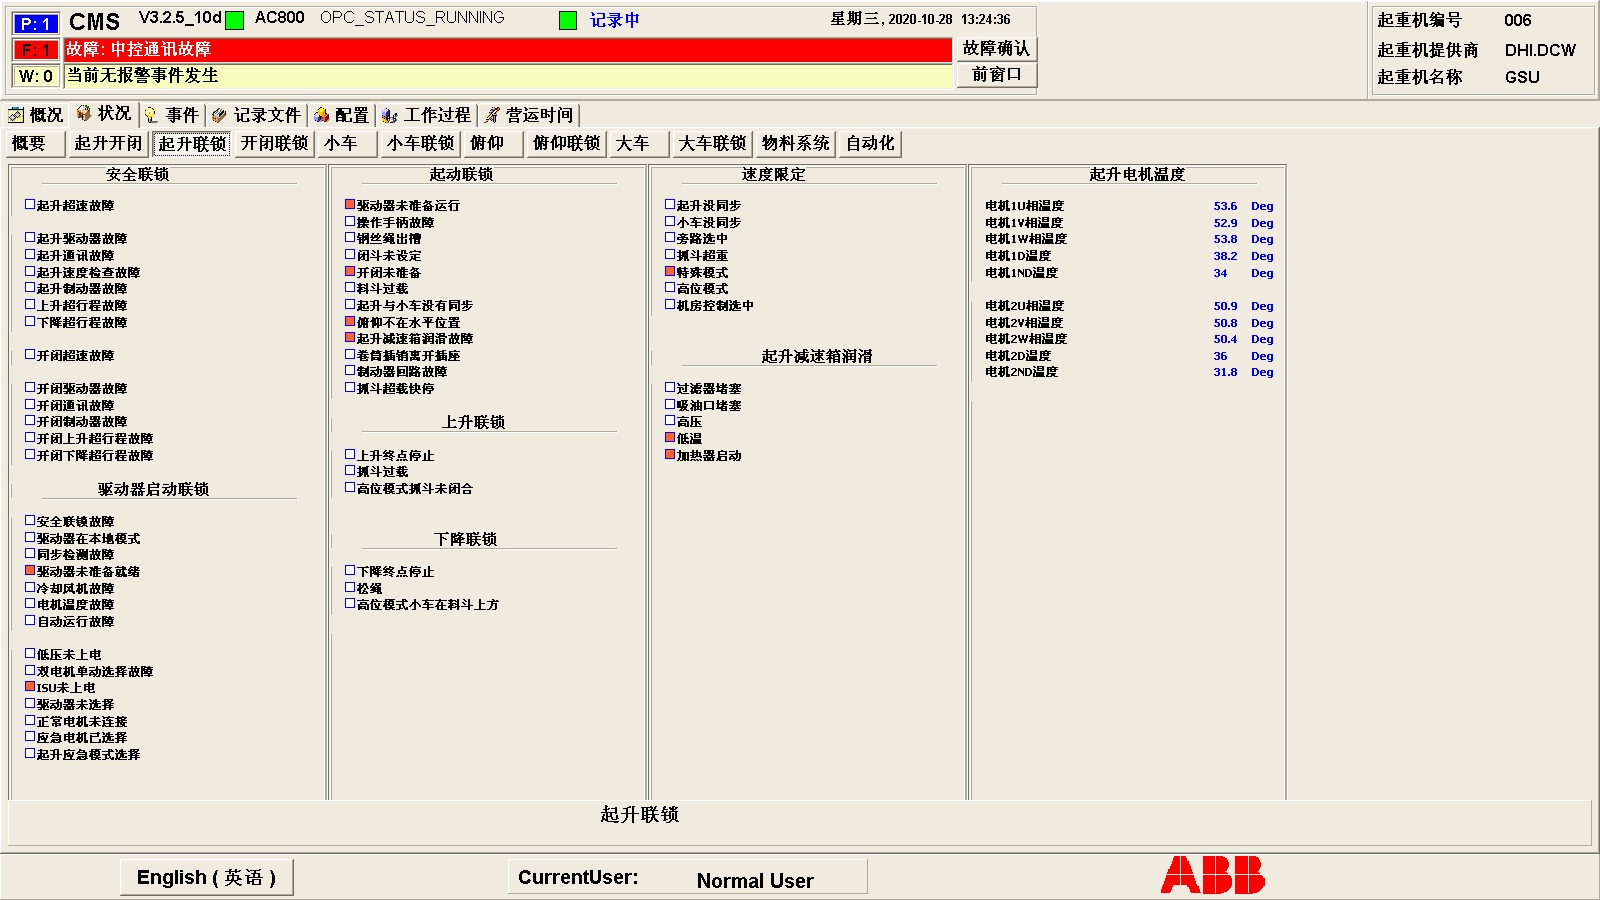 P: 1 CMS V3.2.5_10d AC800 OPC_STATUS_RUNNING 记录中 星期三, 2020-10-28 13:24:36
F: 1 故障: 中控通讯故障 故障确认
W: 0 当前无报警事件发生 前窗口
起重机编号 006
起重机提供商 DHI.DCW
起重机名称 GSU
概况 状况 事件 记录文件 配置 工作过程 营运时间
概要 起升开闭 起升联锁 开闭联锁 小车 小车联锁 俯仰 俯仰联锁 大车 大车联锁 物料系统 自动化
安全联锁
起升超速故障
起升驱动器故障
起升通讯故障
起升速度检查故障
起升制动器故障
上升超行程故障
下降超行程故障
开闭超速故障
开闭驱动器故障
开闭通讯故障
开闭制动器故障
开闭上升超行程故障
开闭下降超行程故障
驱动器启动联锁
安全联锁故障
驱动器在本地模式
同步检测故障
驱动器未准备就绪
冷却风机故障
电机温度故障
自动运行故障
低压未上电
双电机单动选择故障
ISU未上电
驱动器未选择
正常电机未连接
应急电机已选择
起升应急模式选择
起动联锁
驱动器未准备运行
操作手柄故障
钢丝绳出槽
闭斗未设定
开闭未准备
料斗过载
起升与小车没有同步
俯仰不在水平位置
起升减速箱润滑故障
卷筒插销离开插座
制动器回路故障
抓斗超载快停
上升联锁
上升终点停止
抓斗过载
高位模式抓斗未闭合
下降联锁
下降终点停止
松绳
高位模式小车在料斗上方
速度限定
起升没同步
小车没同步
旁路选中
抓斗超重
特殊模式
高位模式
机房控制选中
起升减速箱润滑
过滤器堵塞
吸油口堵塞
高压
低温
加热器启动
起升电机温度
电机1U相温度 53.6 Deg
电机1V相温度 52.9 Deg
电机1W相温度 53.8 Deg
电机1D温度 38.2 Deg
电机1ND温度 34 Deg
电机2U相温度 50.9 Deg
电机2V相温度 50.8 Deg
电机2W相温度 50.4 Deg
电机2D温度 36 Deg
电机2ND温度 31.8 Deg
起升联锁
English ( 英语 ) CurrentUser: Normal User ABB